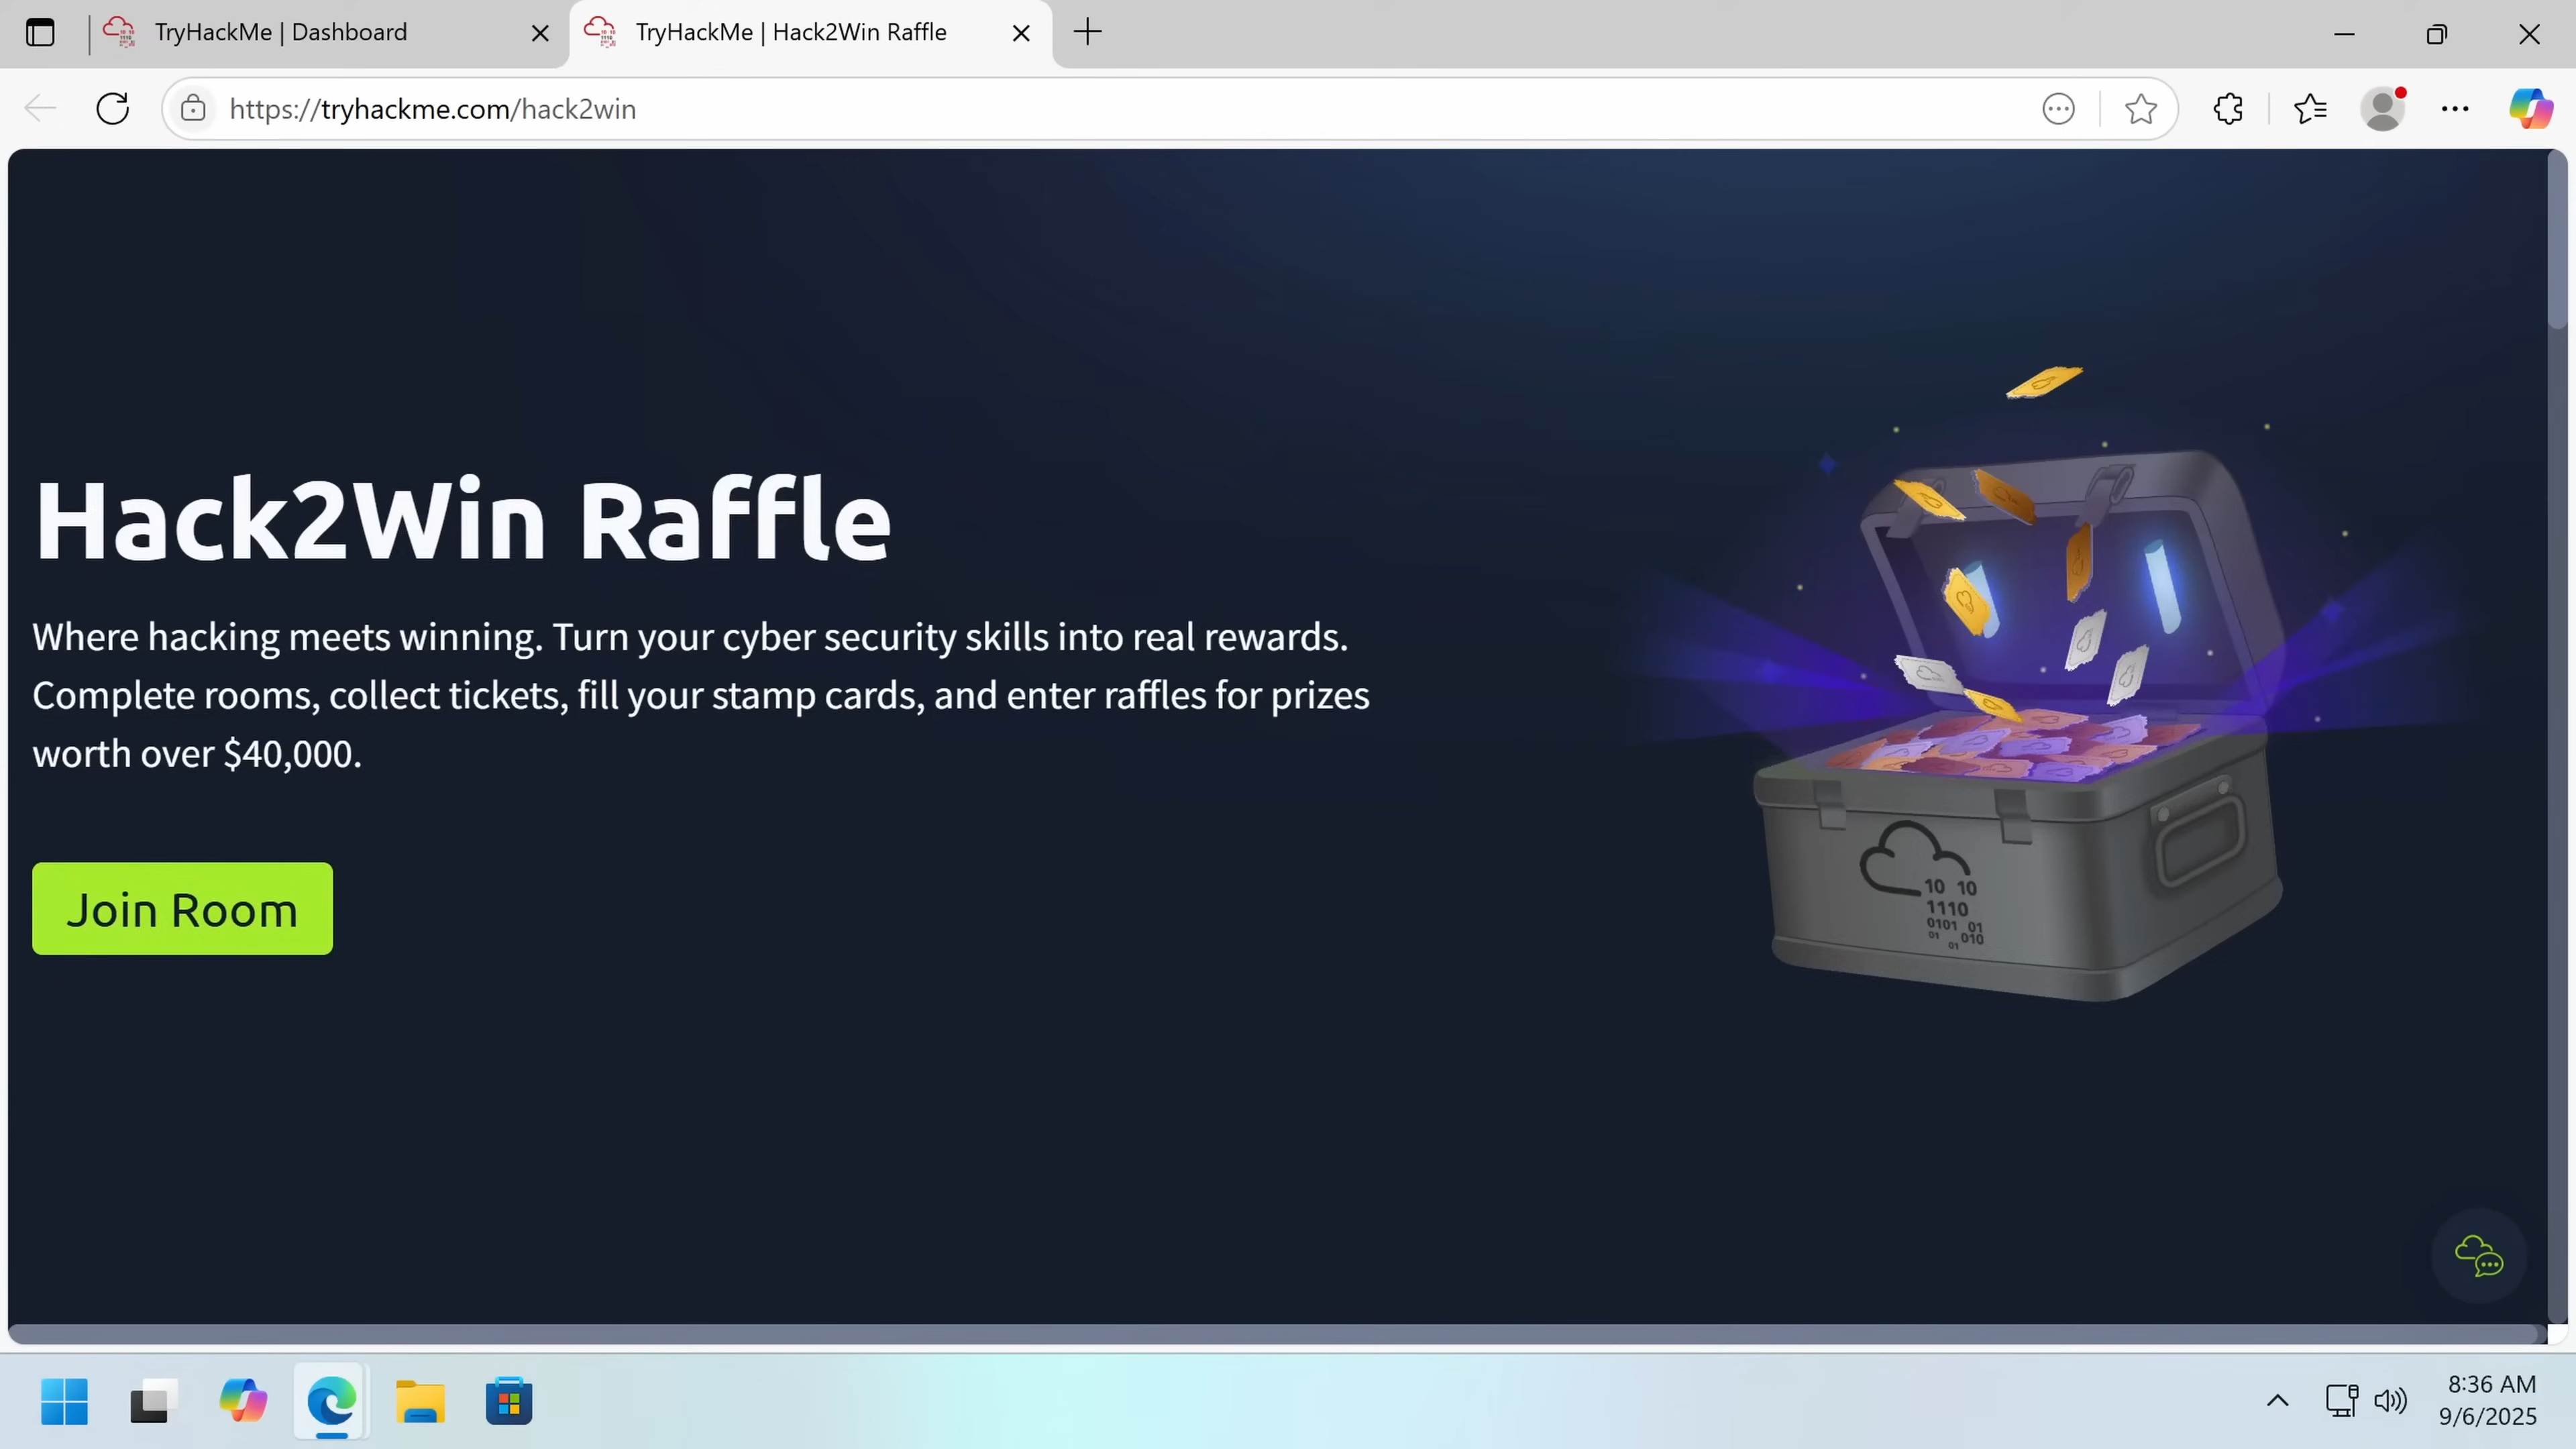 TryHackMe | Dashboard
TryHackMe | Hack2Win Raffle
https://tryhackme.com/hack2win
Hack2Win Raffle
Where hacking meets winning. Turn your cyber security skills into real rewards.
Complete rooms, collect tickets, fill your stamp cards, and enter raffles for prizes
worth over $40,000.
Join Room
10 10
1110
0101 01
01 010
01
8:36 AM
9/6/2025